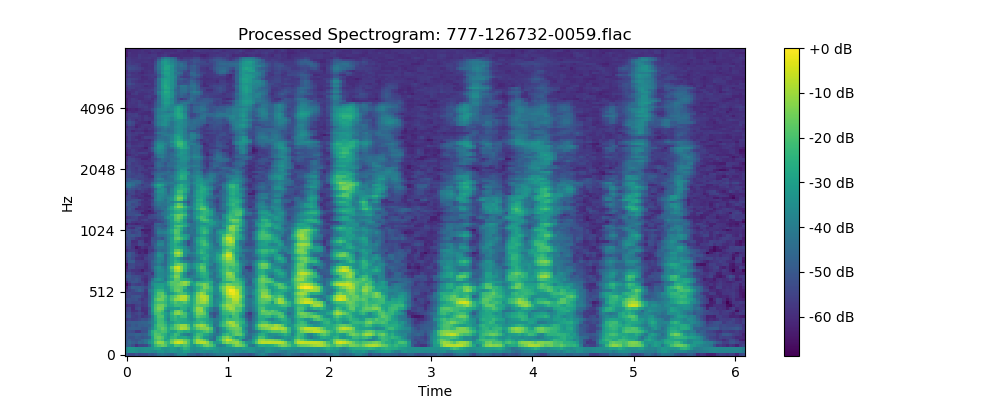 Processed Spectrogram: 777-126732-0059.flac
Hz
4096
2048
1024
512
0
0 1 2 3 4 5 6
Time
+0 dB
-10 dB
-20 dB
-30 dB
-40 dB
-50 dB
-60 dB